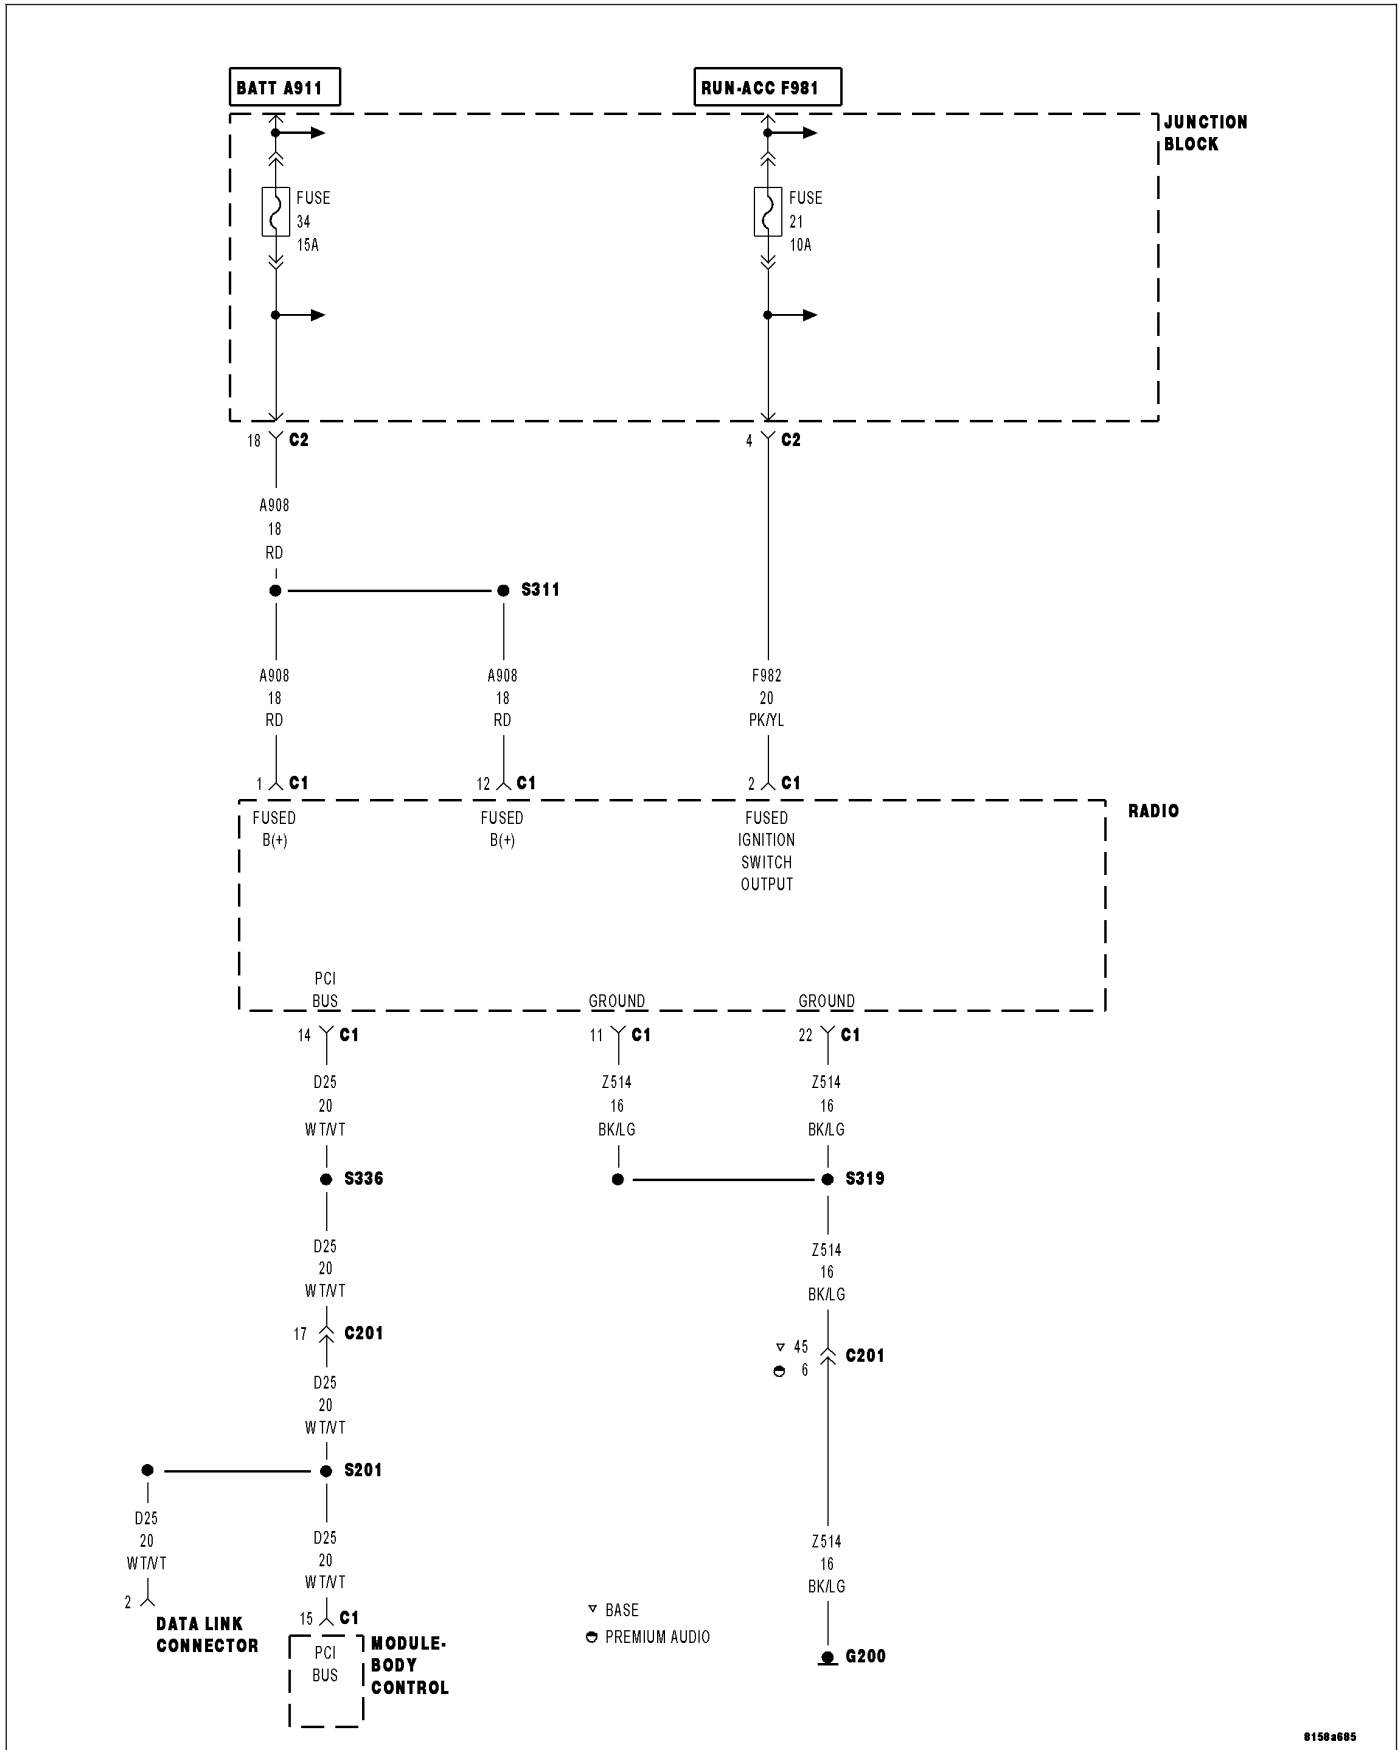 BATT A911
RUN-ACC F981
JUNCTION
BLOCK
FUSE
34
15A
FUSE
21
10A
18 C2
4 C2
A908
18
RD
S311
A908
18
RD
A908
18
RD
F982
20
PK/YL
1 C1
12 C1
2 C1
RADIO
FUSED
B(+)
FUSED
B(+)
FUSED
IGNITION
SWITCH
OUTPUT
PCI
BUS
GROUND
GROUND
14 C1
11 C1
22 C1
D25
20
WT/VT
Z514
16
BK/LG
Z514
16
BK/LG
S336
S319
D25
20
WT/VT
Z514
16
BK/LG
17 C201
45
6
C201
D25
20
WT/VT
S201
D25
20
WT/VT
D25
20
WT/VT
Z514
16
BK/LG
2
DATA LINK
CONNECTOR
15 C1
PCI
BUS
MODULE-
BODY
CONTROL
BASE
PREMIUM AUDIO
G200
8158a685